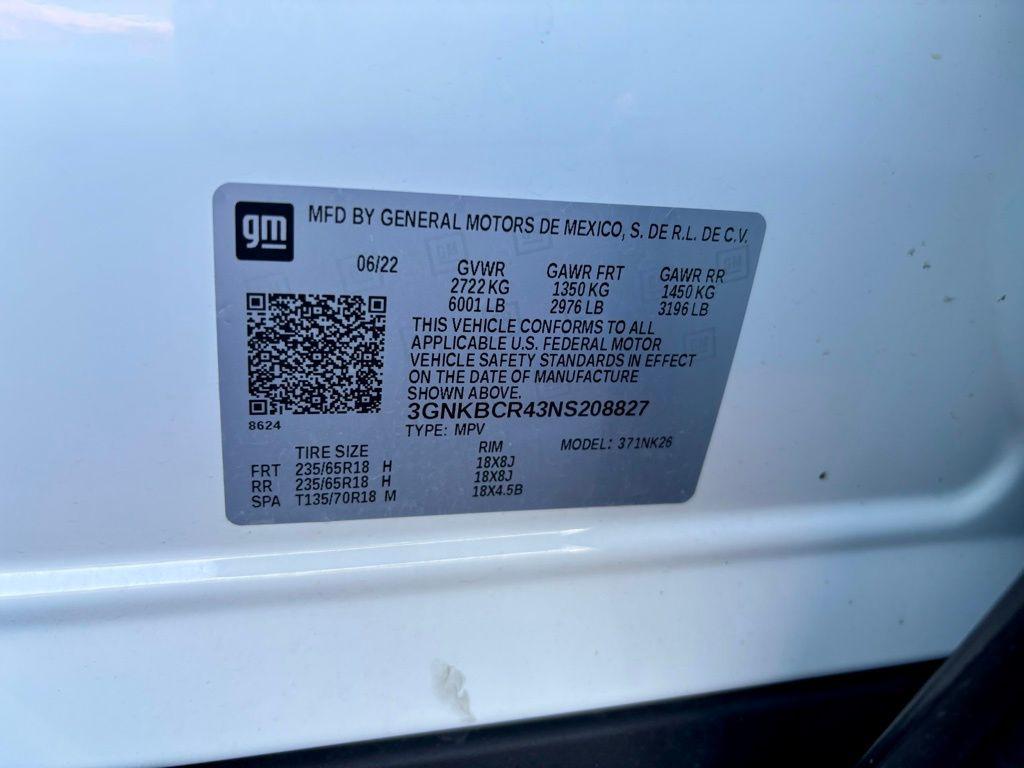 gm MFD BY GENERAL MOTORS DE MEXICO, S. DE R.L. DE C.V.
06/22 GVWR GAWR FRT GAWR RR
2722 KG 1350 KG 1450 KG
6001 LB 2976 LB 3196 LB
THIS VEHICLE CONFORMS TO ALL
APPLICABLE U.S. FEDERAL MOTOR
VEHICLE SAFETY STANDARDS IN EFFECT
ON THE DATE OF MANUFACTURE
SHOWN ABOVE.
3GNKBCR43NS208827
8624
TYPE: MPV MODEL: 371NK26
TIRE SIZE RIM
FRT 235/65R18 H 18X8J
RR 235/65R18 H 18X8J
SPA T135/70R18 M 18X4.5B